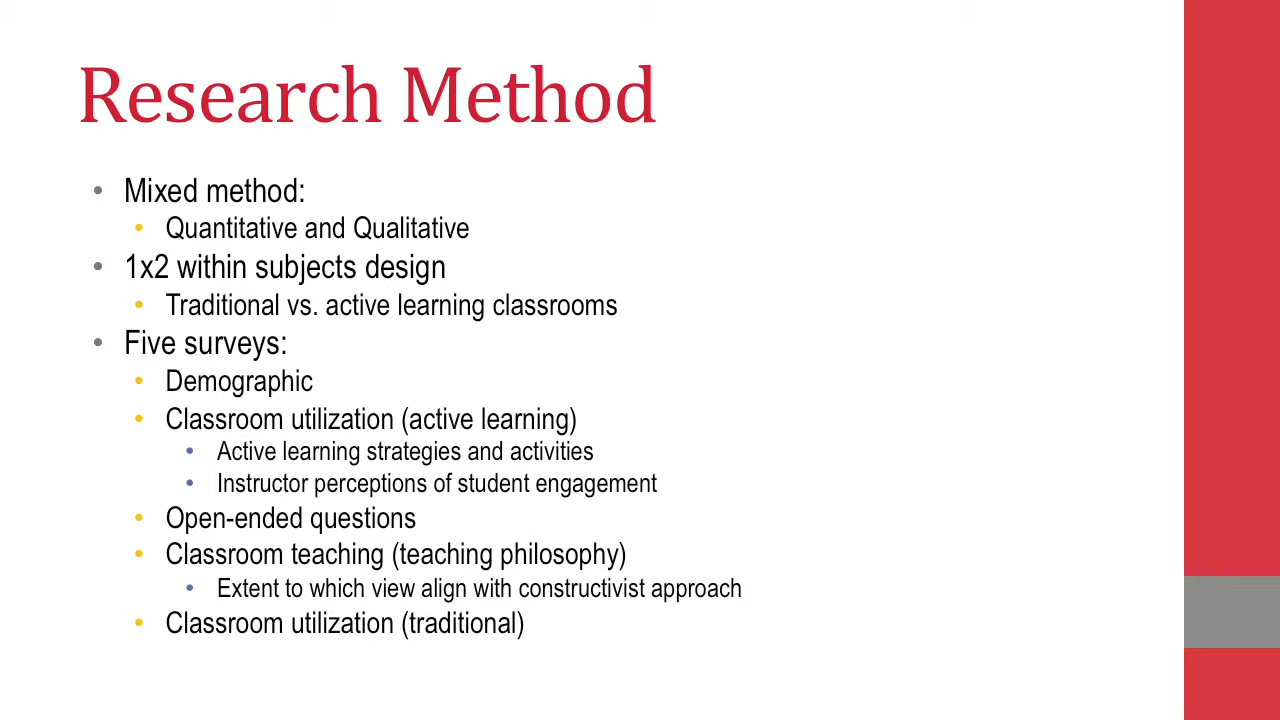 Research Method
• Mixed method:
• Quantitative and Qualitative
• 1x2 within subjects design
• Traditional vs. active learning classrooms
• Five surveys:
• Demographic
• Classroom utilization (active learning)
• Active learning strategies and activities
• Instructor perceptions of student engagement
• Open-ended questions
• Classroom teaching (teaching philosophy)
• Extent to which view align with constructivist approach
• Classroom utilization (traditional)